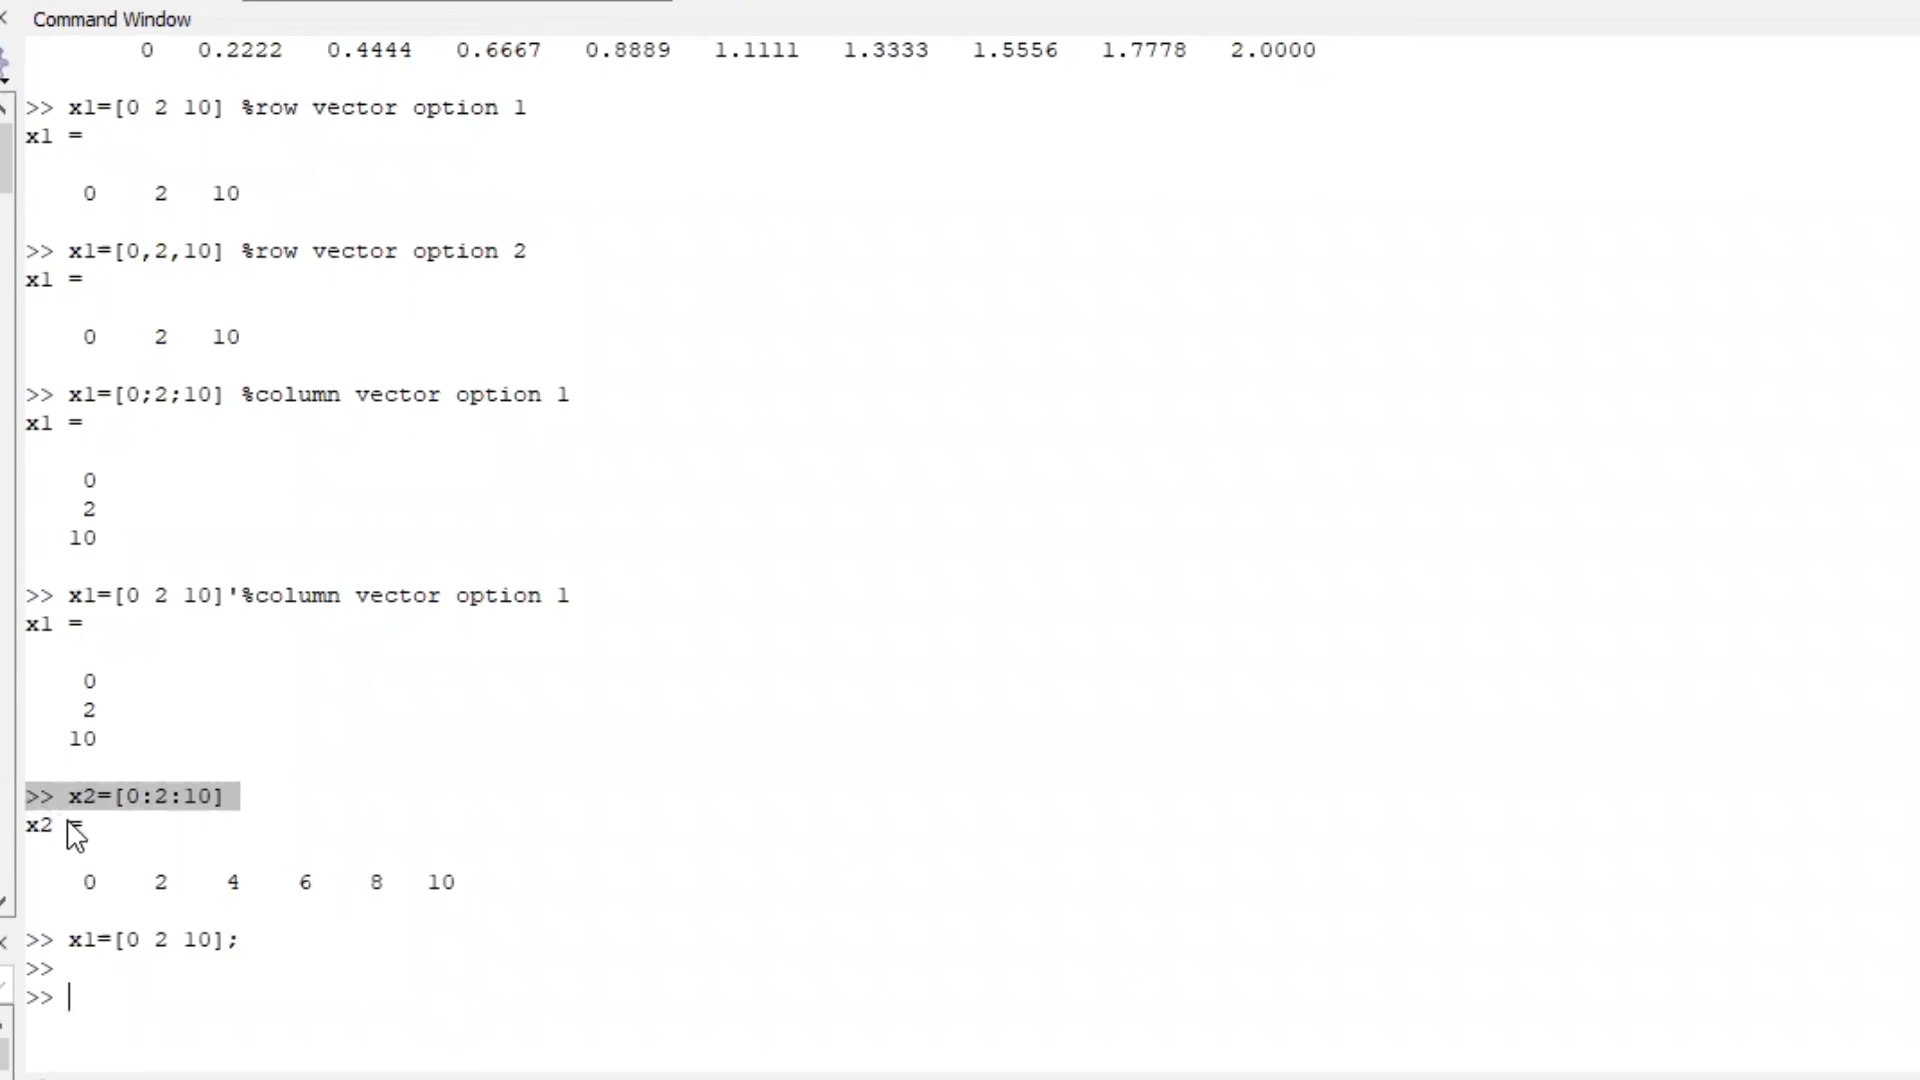 Command Window
0 0.2222 0.4444 0.6667 0.8889 1.1111 1.3333 1.5556 1.7778 2.0000
>> x1=[0 2 10] %row vector option 1
x1 =
0 2 10
>> x1=[0,2,10] %row vector option 2
x1 =
0 2 10
>> x1=[0;2;10] %column vector option 1
x1 =
0
2
10
>> x1=[0 2 10]'%column vector option 1
x1 =
0
2
10
>> x2=[0:2:10]
x2 =
0 2 4 6 8 10
>> x1=[0 2 10];
>>
>>